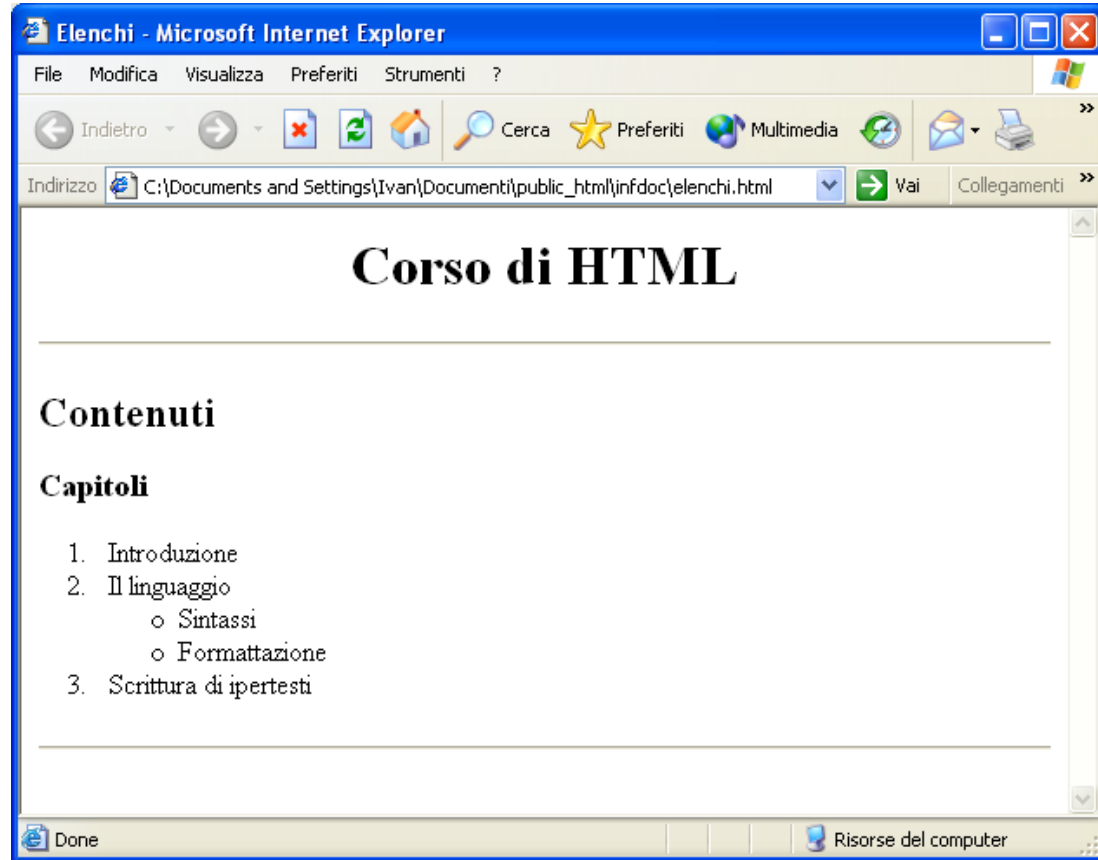 Elenchi - Microsoft Internet Explorer
File Modifica Visualizza Preferiti Strumenti ?
Indietro Cerca Preferiti Multimedia »
Indirizzo C:\Documents and Settings\Ivan\Documenti\public_html\infdoc\elenchi.html Vai Collegamenti »
Corso di HTML
Contenuti
Capitoli
1. Introduzione
2. Il linguaggio
o Sintassi
o Formattazione
3. Scrittura di ipertesti
Done Risorse del computer